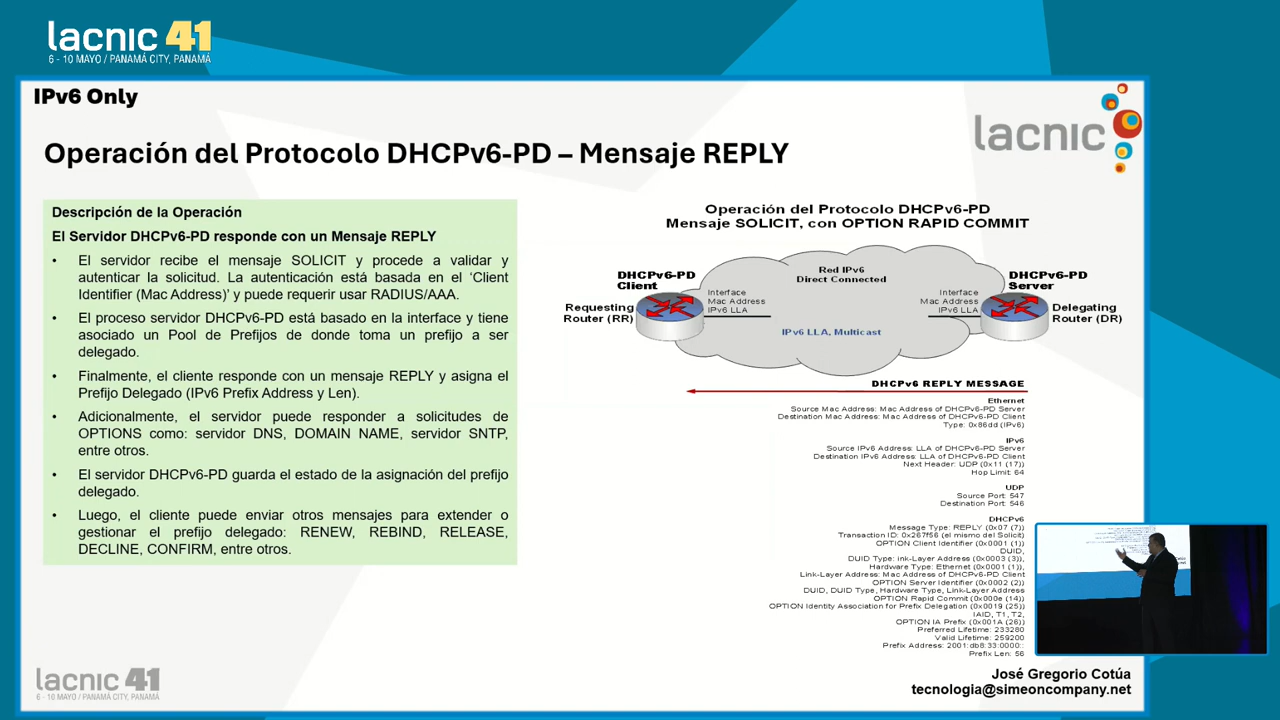 lacnic 41
6 - 10 MAYO / PANAMÁ CITY, PANAMÁ
IPv6 Only
lacnic
Operación del Protocolo DHCPv6-PD – Mensaje REPLY
Descripción de la Operación
El Servidor DHCPv6-PD responde con un Mensaje REPLY
• El servidor recibe el mensaje SOLICIT y procede a validar y
autenticar la solicitud. La autenticación está basada en el ‘Client
Identifier (Mac Address)’ y puede requerir usar RADIUS/AAA.
• El proceso servidor DHCPv6-PD está basado en la interface y tiene
asociado un Pool de Prefijos de donde toma un prefijo a ser
delegado.
• Finalmente, el cliente responde con un mensaje REPLY y asigna el
Prefijo Delegado (IPv6 Prefix Address y Len).
• Adicionalmente, el servidor puede responder a solicitudes de
OPTIONS como: servidor DNS, DOMAIN NAME, servidor SNTP,
entre otros.
• El servidor DHCPv6-PD guarda el estado de la asignación del prefijo
delegado.
• Luego, el cliente puede enviar otros mensajes para extender o
gestionar el prefijo delegado: RENEW, REBIND, RELEASE,
DECLINE, CONFIRM, entre otros.
Operación del Protocolo DHCPv6-PD
Mensaje SOLICIT, con OPTION RAPID COMMIT
DHCPv6-PD
Client
Requesting
Router (RR)
Interface
Mac Address
IPv6 LLA
Red IPv6
Direct Connected
IPv6 LLA, Multicast
Interface
Mac Address
IPv6 LLA
DHCPv6-PD
Server
Delegating
Router (DR)
DHCPv6 REPLY MESSAGE
Ethernet
Source Mac Address: Mac Address of DHCPv6-PD Server
Destination Mac Address: Mac Address of DHCPv6-PD Client
Type: 0x86dd (IPv6)
IPv6
Source IPv6 Address: LLA of DHCPv6-PD Server
Destination IPv6 Address: LLA of DHCPv6-PD Client
Next Header: UDP (0x11 (17))
Hop Limit: 64
UDP
Source Port: 547
Destination Port: 546
DHCPv6
Message Type: REPLY (0x07 (7))
Transaction ID: 0x267f56 (el mismo del Solicit)
OPTION Client Identifier (0x0001 (1))
DUID,
DUID Type: ink-Layer Address (0x0003 (3)),
Hardware Type: Ethernet (0x0001 (1)),
Link-Layer Address: Mac Address of DHCPv6-PD Client
OPTION Server Identifier (0x0002 (2))
DUID, DUID Type, Hardware Type, Link-Layer Address
OPTION Rapid Commit (0x000e (14))
OPTION Identity Association for Prefix Delegation (0x0019 (25))
IAID, T1, T2,
OPTION IA Prefix (0x001A (26))
Preferred Lifetime: 233280
Valid Lifetime: 259200
Prefix Address: 2001:db8:33:0000::
Prefix Len: 56
lacnic 41
6 - 10 MAYO / PANAMÁ CITY, PANAMÁ
José Gregorio Cotúa
tecnologia@simeoncompany.net